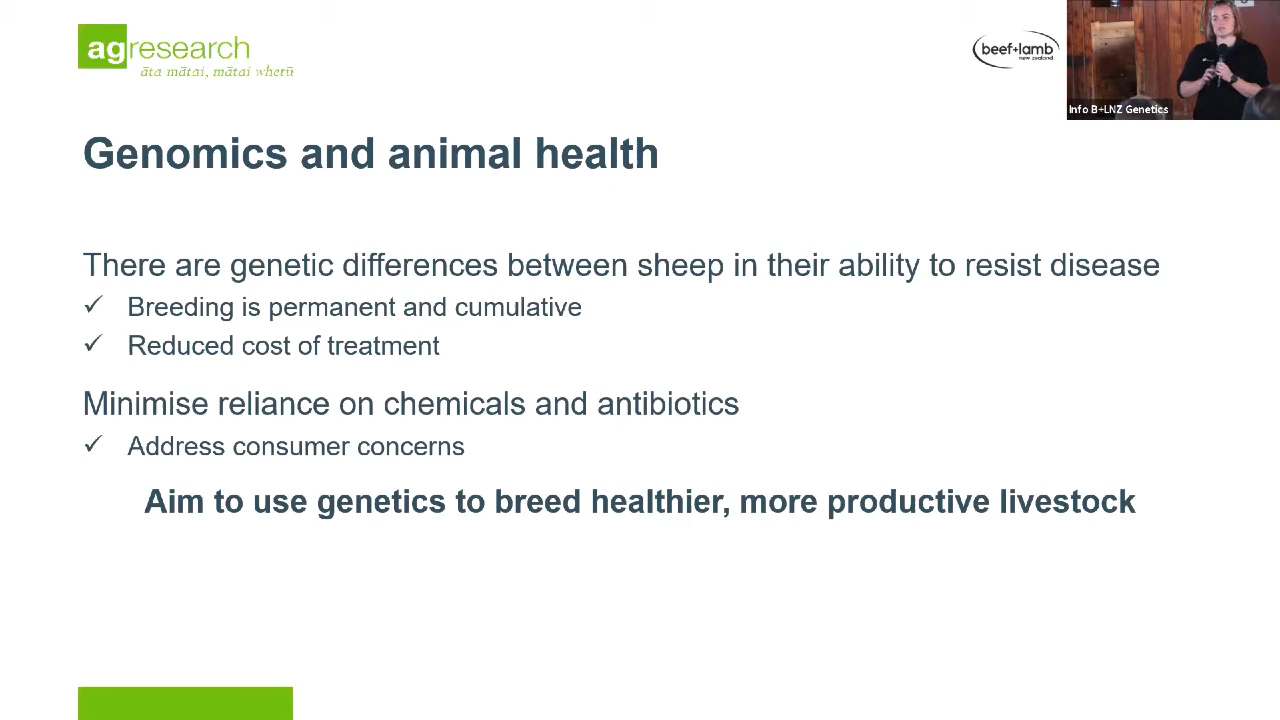 agresearch
āta mātai, mātai whetū
beef+lamb
new zealand
Info B+LNZ Genetics
Genomics and animal health
There are genetic differences between sheep in their ability to resist disease
✓ Breeding is permanent and cumulative
✓ Reduced cost of treatment
Minimise reliance on chemicals and antibiotics
✓ Address consumer concerns
Aim to use genetics to breed healthier, more productive livestock